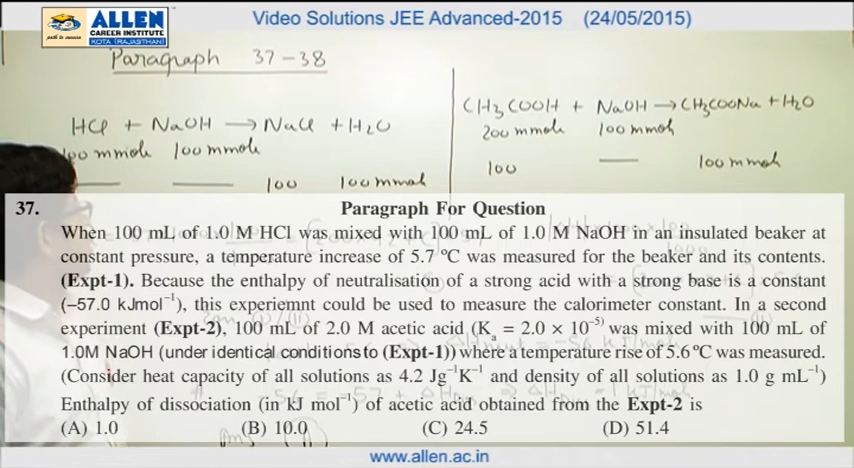 ALLEN
CAREER INSTITUTE
KOTA (RAJASTHAN)
path to success
Video Solutions JEE Advanced-2015 (24/05/2015)
Paragraph 37-38
HCl + NaOH → NaCl + H2O
100 mmole 100 mmole
— — 100 100 mmol
CH3COOH + NaOH → CH3COONa + H2O
200 mmole 100 mmole
100 — 100 mmol
37. Paragraph For Question
When 100 mL of 1.0 M HCl was mixed with 100 mL of 1.0 M NaOH in an insulated beaker at
constant pressure, a temperature increase of 5.7 ºC was measured for the beaker and its contents.
(Expt-1). Because the enthalpy of neutralisation of a strong acid with a strong base is a constant
(–57.0 kJmol⁻¹), this experiemnt could be used to measure the calorimeter constant. In a second
experiment (Expt-2), 100 mL of 2.0 M acetic acid (Ka = 2.0 × 10⁻⁵) was mixed with 100 mL of
1.0M NaOH (under identical conditions to (Expt-1)) where a temperature rise of 5.6 ºC was measured.
(Consider heat capacity of all solutions as 4.2 Jg⁻¹K⁻¹ and density of all solutions as 1.0 g mL⁻¹)
Enthalpy of dissociation (in kJ mol⁻¹) of acetic acid obtained from the Expt-2 is
(A) 1.0 (B) 10.0 (C) 24.5 (D) 51.4
www.allen.ac.in